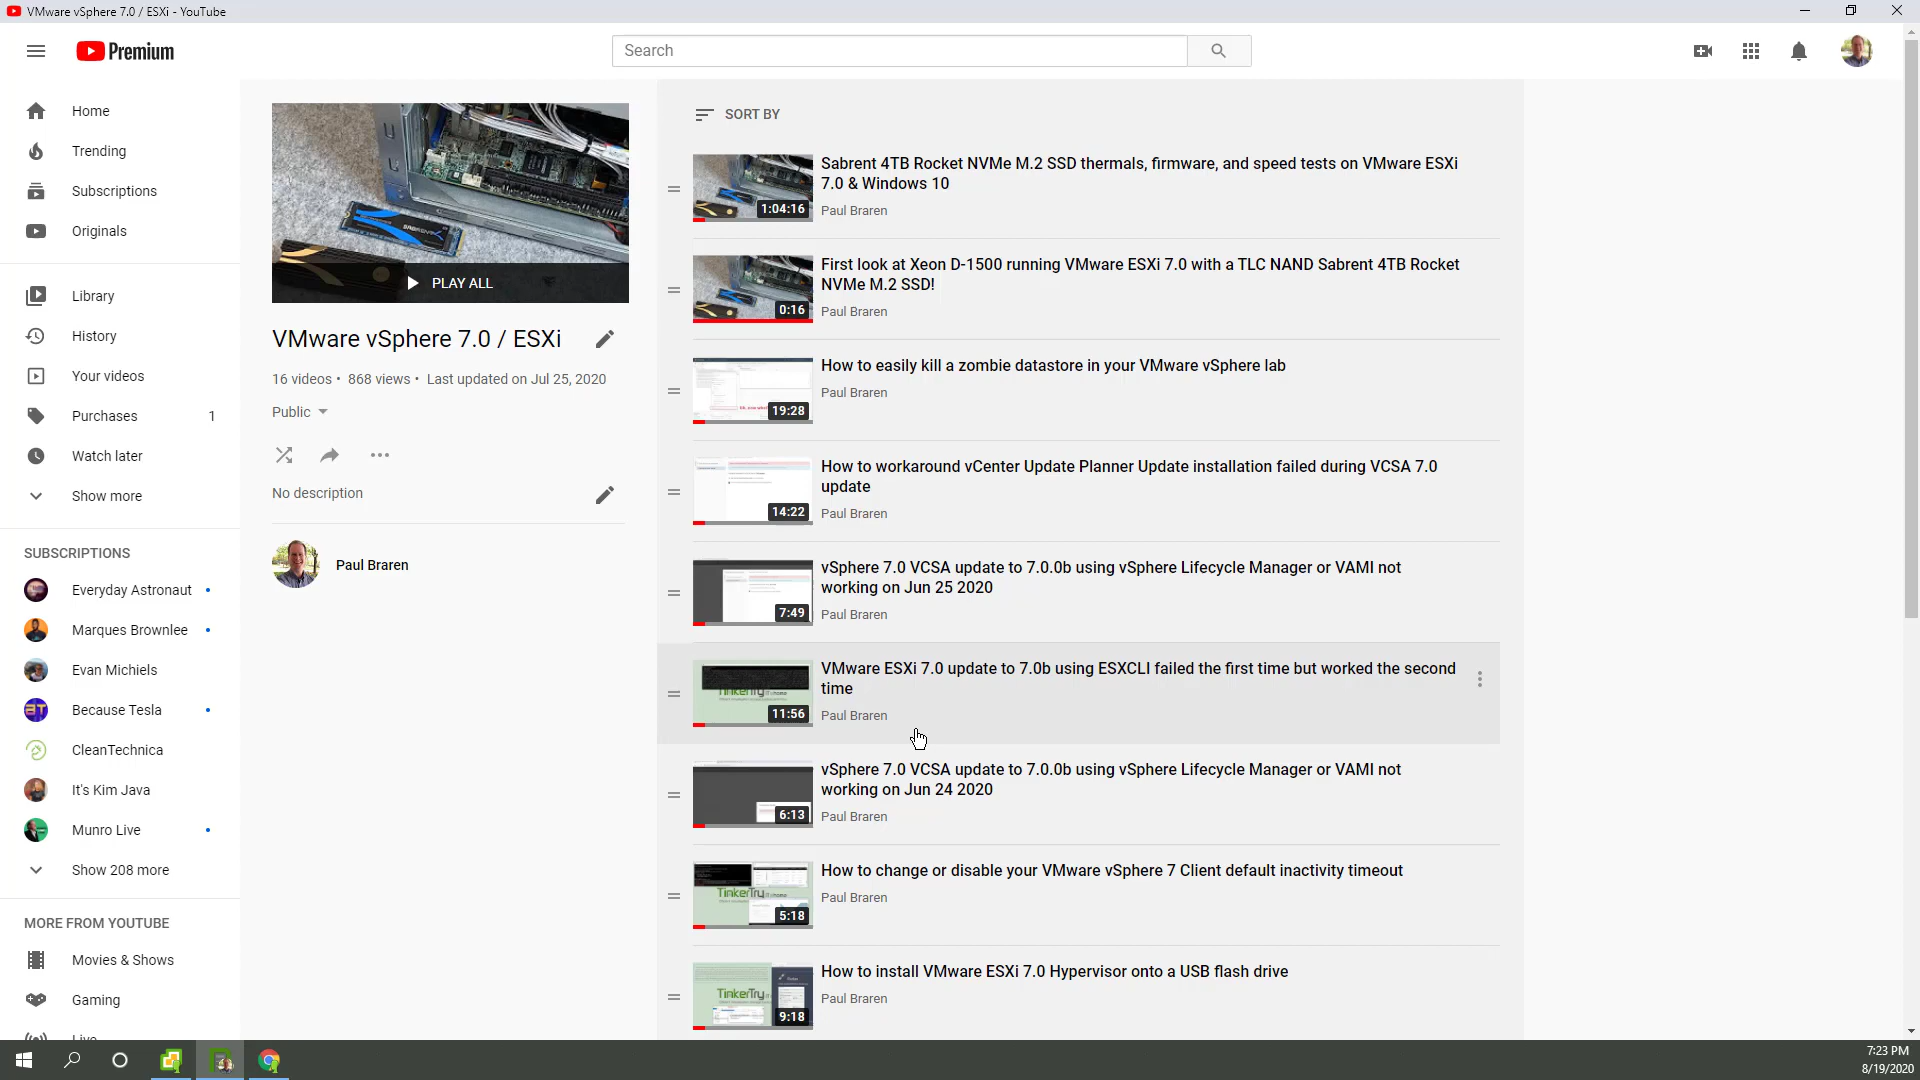 VMware vSphere 7.0 / ESXi - YouTube
Premium
Search
Home
Trending
Subscriptions
Originals
Library
History
Your videos
Purchases 1
Watch later
Show more
SUBSCRIPTIONS
Everyday Astronaut
Marques Brownlee
Evan Michiels
Because Tesla
CleanTechnica
It's Kim Java
Munro Live
Show 208 more
MORE FROM YOUTUBE
Movies & Shows
Gaming
Live
PLAY ALL
VMware vSphere 7.0 / ESXi
16 videos • 868 views • Last updated on Jul 25, 2020
Public
No description
Paul Braren
SORT BY
1:04:16
Sabrent 4TB Rocket NVMe M.2 SSD thermals, firmware, and speed tests on VMware ESXi
7.0 & Windows 10
Paul Braren
0:16
First look at Xeon D-1500 running VMware ESXi 7.0 with a TLC NAND Sabrent 4TB Rocket
NVMe M.2 SSD!
Paul Braren
19:28
How to easily kill a zombie datastore in your VMware vSphere lab
Paul Braren
14:22
How to workaround vCenter Update Planner Update installation failed during VCSA 7.0
update
Paul Braren
7:49
vSphere 7.0 VCSA update to 7.0.0b using vSphere Lifecycle Manager or VAMI not
working on Jun 25 2020
Paul Braren
TinkerTry
11:56
VMware ESXi 7.0 update to 7.0b using ESXCLI failed the first time but worked the second
time
Paul Braren
6:13
vSphere 7.0 VCSA update to 7.0.0b using vSphere Lifecycle Manager or VAMI not
working on Jun 24 2020
Paul Braren
TinkerTry
5:18
How to change or disable your VMware vSphere 7 Client default inactivity timeout
Paul Braren
TinkerTry
9:18
How to install VMware ESXi 7.0 Hypervisor onto a USB flash drive
Paul Braren
7:23 PM
8/19/2020